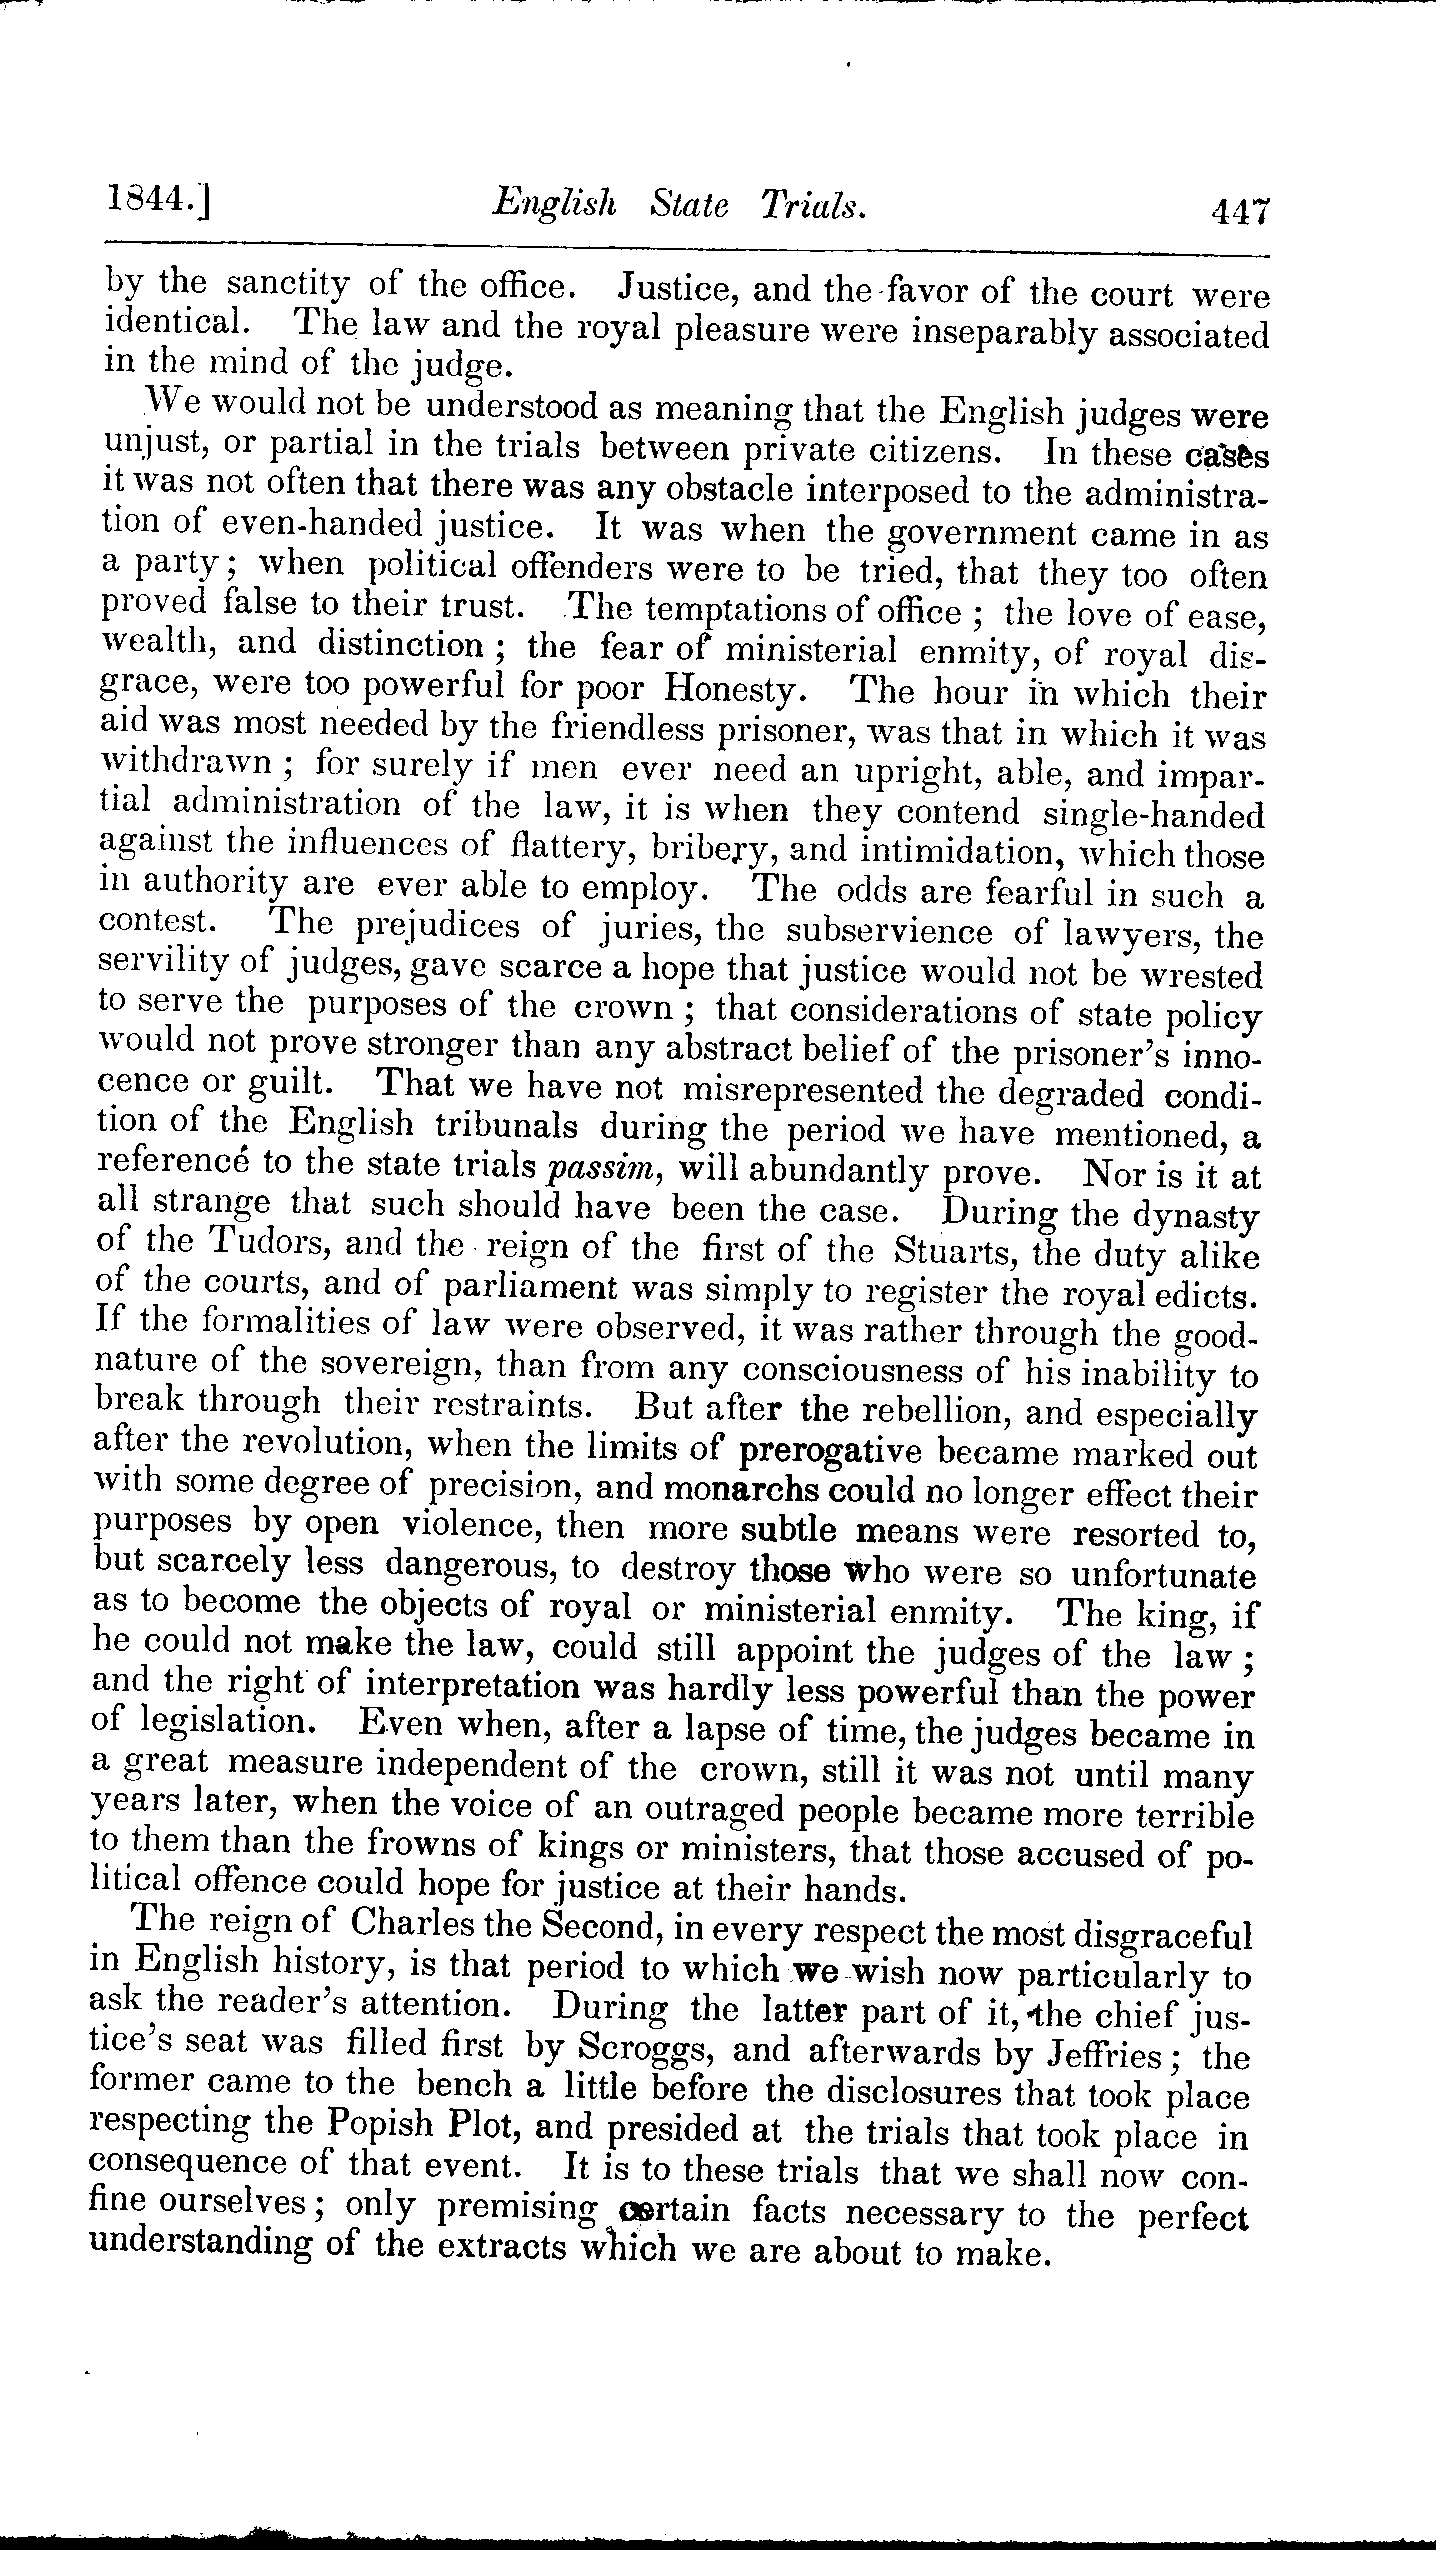 1844.] English State Trials. 447
by the sanctity of the office. Justice, and the favor of the court were
identical. The law and the royal pleasure were inseparably associated
in the mind of the judge.
We would not be understood as meaning that the English judges were
unjust, or partial in the trials between private citizens. In these cases
it was not often that there was any obstacle interposed to the administra-
tion of even-handed justice. It was when the government came in as
a party; when political offenders were to be tried, that they too often
proved false to their trust. The temptations of office ; the love of ease,
wealth, and distinction ; the fear of ministerial enmity, of royal dis-
grace, were too powerful for poor Honesty. The hour in which their
aid was most needed by the friendless prisoner, was that in which it was
withdrawn ; for surely if men ever need an upright, able, and impar-
tial administration of the law, it is when they contend single-handed
against the influences of flattery, bribery, and intimidation, which those
in authority are ever able to employ. The odds are fearful in such a
contest. The prejudices of juries, the subservience of lawyers, the
servility of judges, gave scarce a hope that justice would not be wrested
to serve the purposes of the crown ; that considerations of state policy
would not prove stronger than any abstract belief of the prisoner's inno-
cence or guilt. That we have not misrepresented the degraded condi-
tion of the English tribunals during the period we have mentioned, a
reference to the state trials passim, will abundantly prove. Nor is it at
all strange that such should have been the case. During the dynasty
of the Tudors, and the reign of the first of the Stuarts, the duty alike
of the courts, and of parliament was simply to register the royal edicts.
If the formalities of law were observed, it was rather through the good-
nature of the sovereign, than from any consciousness of his inability to
break through their restraints. But after the rebellion, and especially
after the revolution, when the limits of prerogative became marked out
with some degree of precision, and monarchs could no longer effect their
purposes by open violence, then more subtle means were resorted to,
but scarcely less dangerous, to destroy those who were so unfortunate
as to become the objects of royal or ministerial enmity. The king, if
he could not make the law, could still appoint the judges of the law ;
and the right of interpretation was hardly less powerful than the power
of legislation. Even when, after a lapse of time, the judges became in
a great measure independent of the crown, still it was not until many
years later, when the voice of an outraged people became more terrible
to them than the frowns of kings or ministers, that those accused of po-
litical offence could hope for justice at their hands.
The reign of Charles the Second, in every respect the most disgraceful
in English history, is that period to which we wish now particularly to
ask the reader's attention. During the latter part of it, the chief jus-
tice's seat was filled first by Scroggs, and afterwards by Jeffries ; the
former came to the bench a little before the disclosures that took place
respecting the Popish Plot, and presided at the trials that took place in
consequence of that event. It is to these trials that we shall now con-
fine ourselves ; only premising certain facts necessary to the perfect
understanding of the extracts which we are about to make.